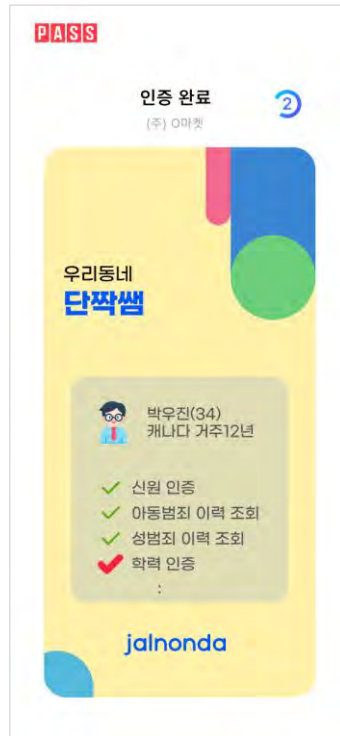 PASS
인증 완료
2
(주) O마켓
우리동네
단짝쌤
박우진(34)
캐나다 거주12년
신원 인증
아동범죄 이력 조회
성범죄 이력 조회
학력 인증
:
jalnonda